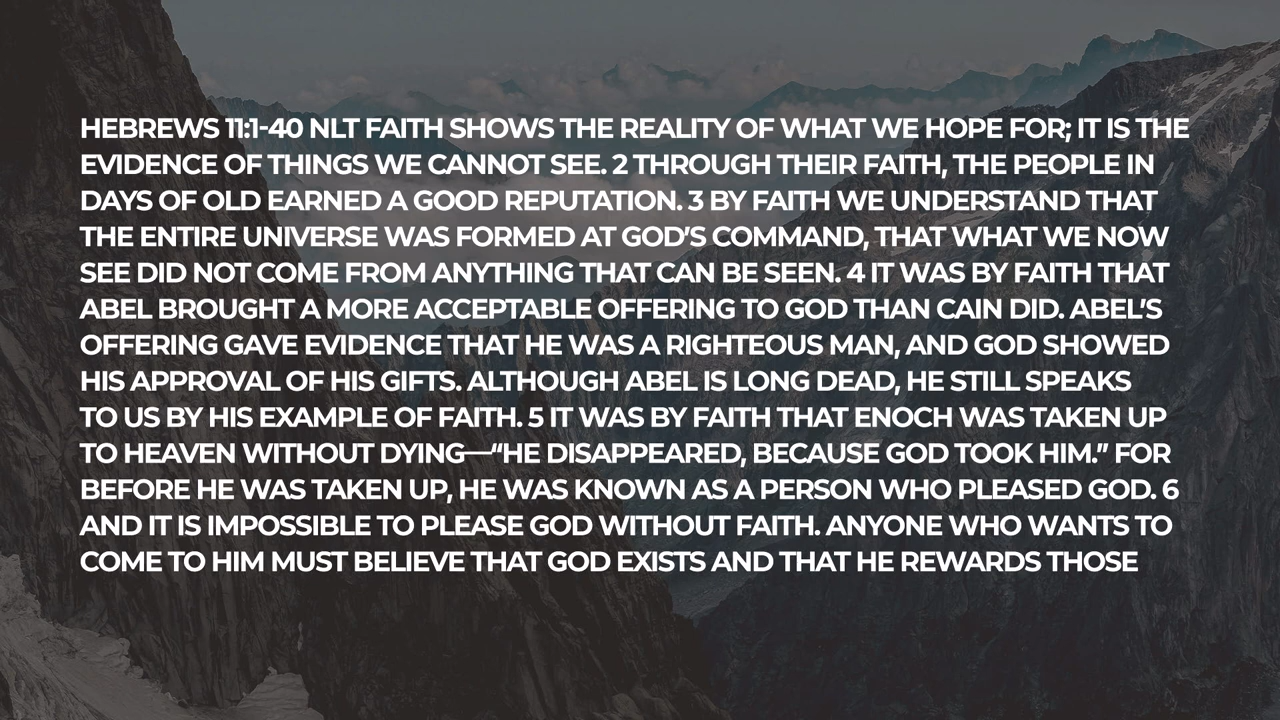 HEBREWS 11:1-40 NLT FAITH SHOWS THE REALITY OF WHAT WE HOPE FOR; IT IS THE
EVIDENCE OF THINGS WE CANNOT SEE. 2 THROUGH THEIR FAITH, THE PEOPLE IN
DAYS OF OLD EARNED A GOOD REPUTATION. 3 BY FAITH WE UNDERSTAND THAT
THE ENTIRE UNIVERSE WAS FORMED AT GOD'S COMMAND, THAT WHAT WE NOW
SEE DID NOT COME FROM ANYTHING THAT CAN BE SEEN. 4 IT WAS BY FAITH THAT
ABEL BROUGHT A MORE ACCEPTABLE OFFERING TO GOD THAN CAIN DID. ABEL’S
OFFERING GAVE EVIDENCE THAT HE WAS A RIGHTEOUS MAN, AND GOD SHOWED
HIS APPROVAL OF HIS GIFTS. ALTHOUGH ABEL IS LONG DEAD, HE STILL SPEAKS
TO US BY HIS EXAMPLE OF FAITH. 5 IT WAS BY FAITH THAT ENOCH WAS TAKEN UP
TO HEAVEN WITHOUT DYING—“HE DISAPPEARED, BECAUSE GOD TOOK HIM.” FOR
BEFORE HE WAS TAKEN UP, HE WAS KNOWN AS A PERSON WHO PLEASED GOD. 6
AND IT IS IMPOSSIBLE TO PLEASE GOD WITHOUT FAITH. ANYONE WHO WANTS TO
COME TO HIM MUST BELIEVE THAT GOD EXISTS AND THAT HE REWARDS THOSE